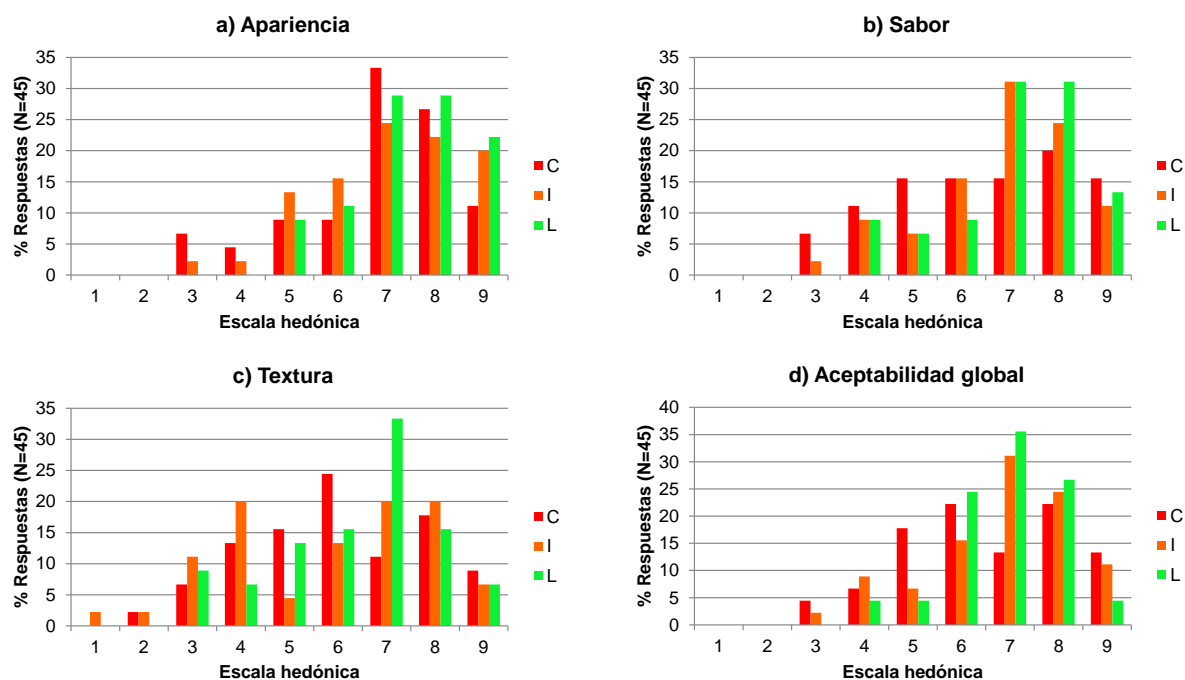 a) Apariencia
% Respuestas (N=45)
35
30
25
20
15
10
5
0
1 2 3 4 5 6 7 8 9
Escala hedónica
C
I
L
b) Sabor
% Respuestas (N=45)
35
30
25
20
15
10
5
0
1 2 3 4 5 6 7 8 9
Escala hedónica
C
I
L
c) Textura
% Respuestas (N=45)
35
30
25
20
15
10
5
0
1 2 3 4 5 6 7 8 9
Escala hedónica
C
I
L
d) Aceptabilidad global
% Respuestas (N=45)
40
35
30
25
20
15
10
5
0
1 2 3 4 5 6 7 8 9
Escala hedónica
C
I
L